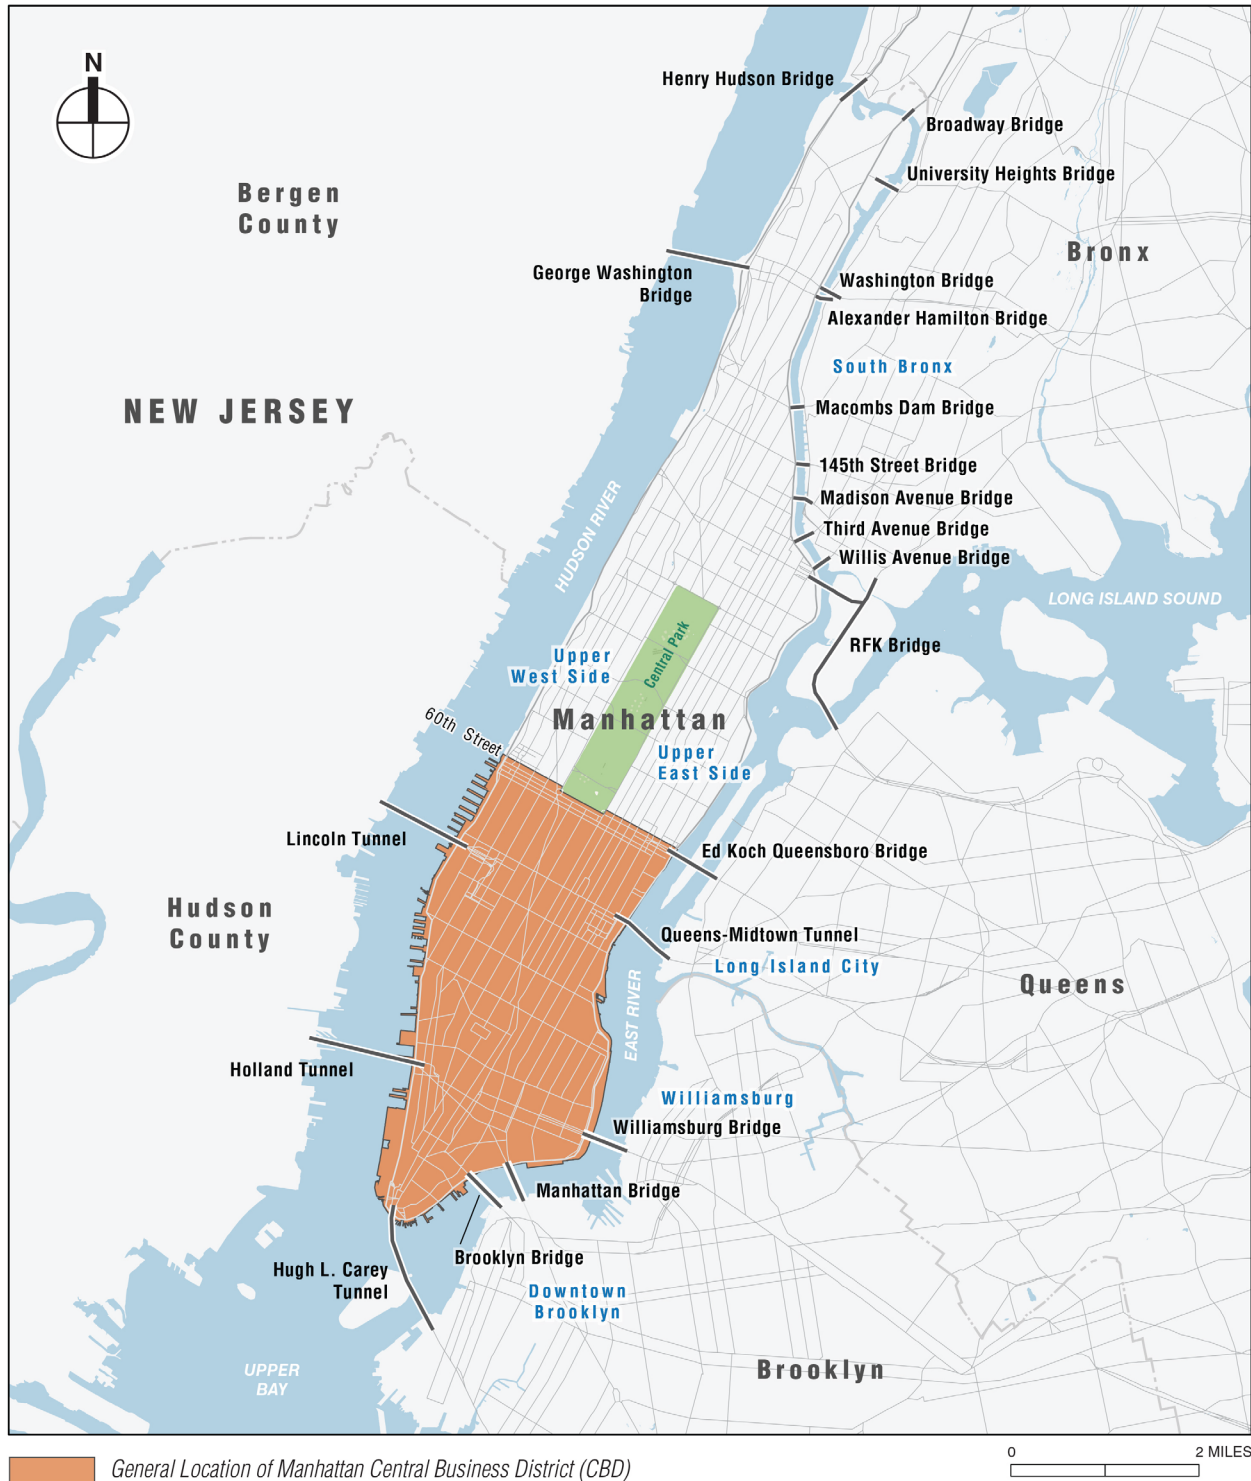 N
Henry Hudson Bridge
Broadway Bridge
University Heights Bridge
Bergen
County
Bronx
George Washington
Bridge
Washington Bridge
Alexander Hamilton Bridge
South Bronx
NEW JERSEY
Macombs Dam Bridge
145th Street Bridge
Madison Avenue Bridge
HUDSON RIVER
Third Avenue Bridge
Willis Avenue Bridge
LONG ISLAND SOUND
RFK Bridge
Central Park
Upper
West Side
Manhattan
60th Street
Upper
East Side
Lincoln Tunnel
Ed Koch Queensboro Bridge
Hudson
County
Queens-Midtown Tunnel
Long Island City
Queens
EAST RIVER
Holland Tunnel
Williamsburg
Williamsburg Bridge
Manhattan Bridge
Brooklyn Bridge
Hugh L. Carey
Tunnel
Downtown
Brooklyn
UPPER
BAY
Brooklyn
General Location of Manhattan Central Business District (CBD)
0 2 MILES